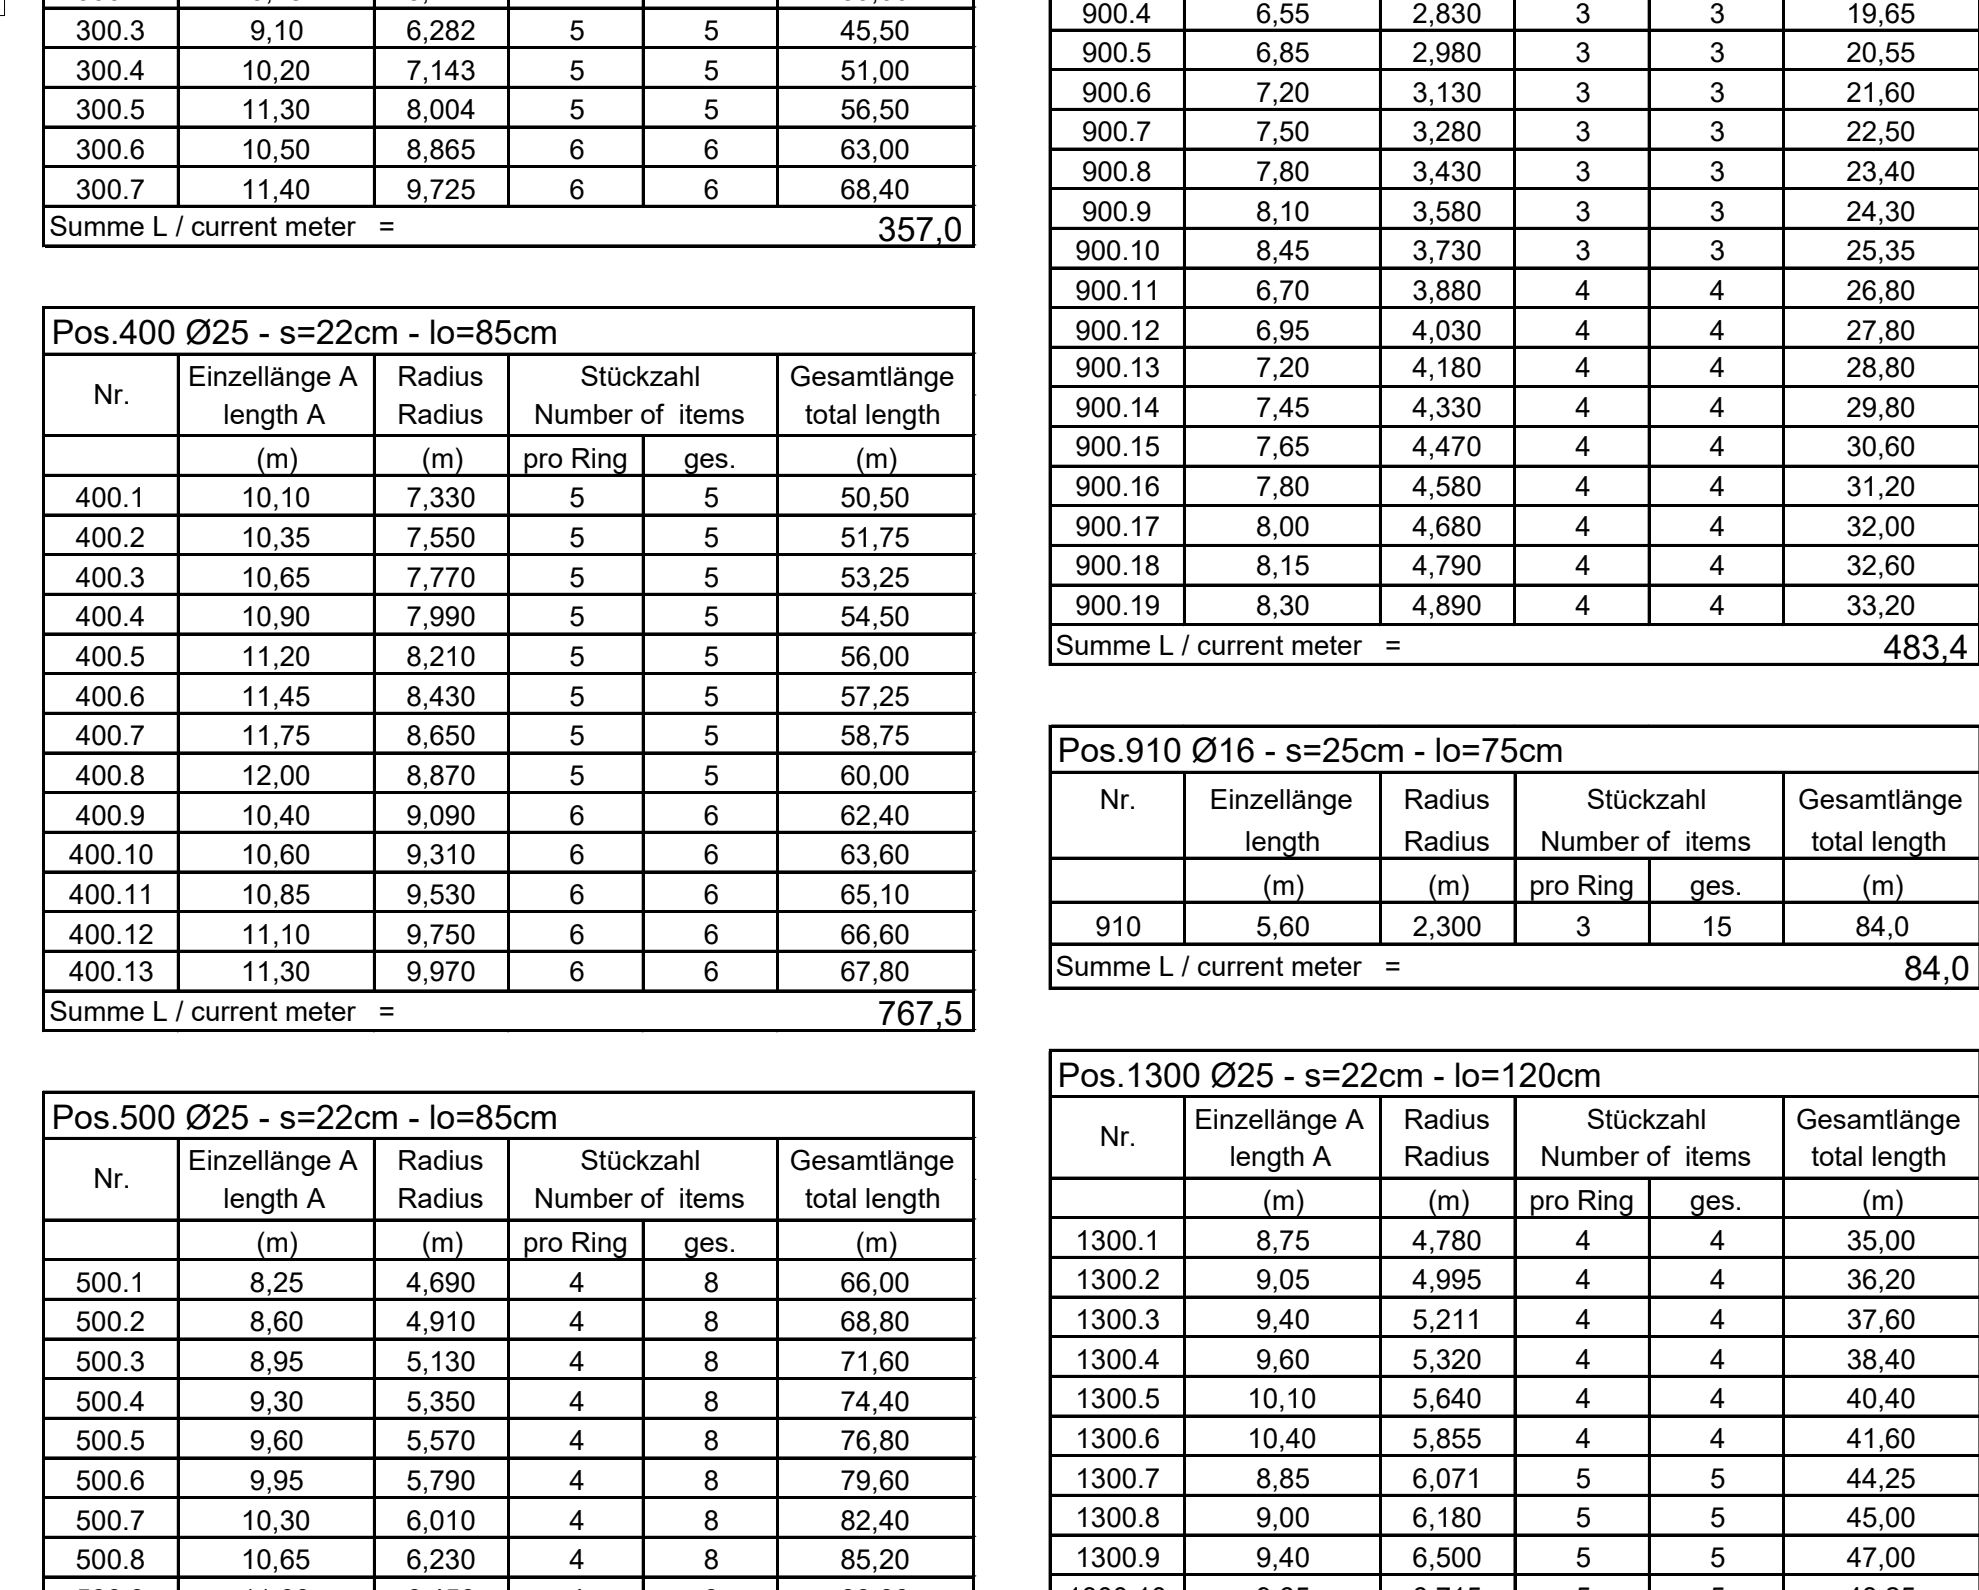 300.3 9,10 6,282 5 5 45,50
300.4 10,20 7,143 5 5 51,00
300.5 11,30 8,004 5 5 56,50
300.6 10,50 8,865 6 6 63,00
300.7 11,40 9,725 6 6 68,40
Summe L / current meter = 357,0
Pos.400 Ø25 - s=22cm - lo=85cm
Nr. Einzellänge A Radius Stückzahl Gesamtlänge
length A Radius Number of items total length
(m) (m) pro Ring ges. (m)
400.1 10,10 7,330 5 5 50,50
400.2 10,35 7,550 5 5 51,75
400.3 10,65 7,770 5 5 53,25
400.4 10,90 7,990 5 5 54,50
400.5 11,20 8,210 5 5 56,00
400.6 11,45 8,430 5 5 57,25
400.7 11,75 8,650 5 5 58,75
400.8 12,00 8,870 5 5 60,00
400.9 10,40 9,090 6 6 62,40
400.10 10,60 9,310 6 6 63,60
400.11 10,85 9,530 6 6 65,10
400.12 11,10 9,750 6 6 66,60
400.13 11,30 9,970 6 6 67,80
Summe L / current meter = 767,5
Pos.500 Ø25 - s=22cm - lo=85cm
Nr. Einzellänge A Radius Stückzahl Gesamtlänge
length A Radius Number of items total length
(m) (m) pro Ring ges. (m)
500.1 8,25 4,690 4 8 66,00
500.2 8,60 4,910 4 8 68,80
500.3 8,95 5,130 4 8 71,60
500.4 9,30 5,350 4 8 74,40
500.5 9,60 5,570 4 8 76,80
500.6 9,95 5,790 4 8 79,60
500.7 10,30 6,010 4 8 82,40
500.8 10,65 6,230 4 8 85,20
900.4 6,55 2,830 3 3 19,65
900.5 6,85 2,980 3 3 20,55
900.6 7,20 3,130 3 3 21,60
900.7 7,50 3,280 3 3 22,50
900.8 7,80 3,430 3 3 23,40
900.9 8,10 3,580 3 3 24,30
900.10 8,45 3,730 3 3 25,35
900.11 6,70 3,880 4 4 26,80
900.12 6,95 4,030 4 4 27,80
900.13 7,20 4,180 4 4 28,80
900.14 7,45 4,330 4 4 29,80
900.15 7,65 4,470 4 4 30,60
900.16 7,80 4,580 4 4 31,20
900.17 8,00 4,680 4 4 32,00
900.18 8,15 4,790 4 4 32,60
900.19 8,30 4,890 4 4 33,20
Summe L / current meter = 483,4
Pos.910 Ø16 - s=25cm - lo=75cm
Nr. Einzellänge Radius Stückzahl Gesamtlänge
length Radius Number of items total length
(m) (m) pro Ring ges. (m)
910 5,60 2,300 3 15 84,0
Summe L / current meter = 84,0
Pos.1300 Ø25 - s=22cm - lo=120cm
Nr. Einzellänge A Radius Stückzahl Gesamtlänge
length A Radius Number of items total length
(m) (m) pro Ring ges. (m)
1300.1 8,75 4,780 4 4 35,00
1300.2 9,05 4,995 4 4 36,20
1300.3 9,40 5,211 4 4 37,60
1300.4 9,60 5,320 4 4 38,40
1300.5 10,10 5,640 4 4 40,40
1300.6 10,40 5,855 4 4 41,60
1300.7 8,85 6,071 5 5 44,25
1300.8 9,00 6,180 5 5 45,00
1300.9 9,40 6,500 5 5 47,00